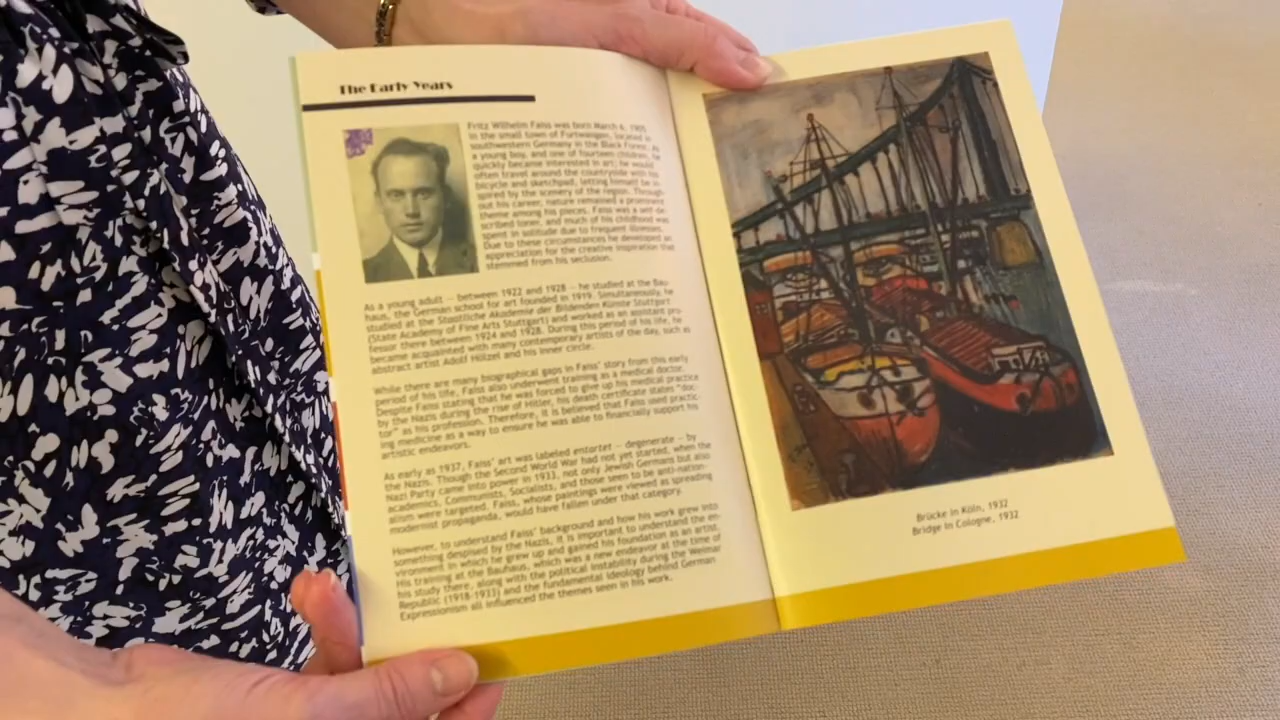 The Early Years
Fritz Wilhelm Faiss was born March 6, 1905
in the small town of Furtwangen, located in
southwestern Germany in the Black Forest. As
a young boy, and one of fourteen children, he
quickly became interested in art; he would
often travel around the countryside with his
bicycle and sketchpad, letting himself be in-
spired by the scenery of the region. Through-
out his career, nature remained a prominent
theme among his pieces. Faiss was a self-de-
scribed loner, and much of his childhood was
spent in solitude due to frequent illnesses.
Due to these circumstances he developed an
appreciation for the creative inspiration that
stemmed from his seclusion.
As a young adult — between 1922 and 1928 — he studied at the Bau-
haus, the German school for art founded in 1919. Simultaneously, he
studied at the Staatliche Akademie der Bildenden Künste Stuttgart
(State Academy of Fine Arts Stuttgart) and worked as an assistant pro-
fessor there between 1924 and 1928. During this period of his life, he
became acquainted with many contemporary artists of the day, such as
abstract artist Adolf Hölzel and his inner circle.
While there are many biographical gaps in Faiss' story from this early
period of his life, Faiss also underwent training as a medical doctor.
Despite Faiss stating that he was forced to give up his medical practice
by the Nazis during the rise of Hitler, his death certificate states "doc-
tor" as his profession. Therefore, it is believed that Faiss used practic-
ing medicine as a way to ensure he was able to financially support his
artistic endeavors.
As early as 1937, Faiss' art was labeled entartet — degenerate — by
the Nazis. Though the Second World War had not yet started, when the
Nazi Party came into power in 1933, not only Jewish Germans but also
academics, Communists, Socialists, and those seen to be anti-nation-
alism were targeted. Faiss, whose paintings were viewed as spreading
modernist propaganda, would have fallen under that category.
However, to understand Faiss' background and how his work grew into
something despised by the Nazis, it is important to understand the en-
vironment in which he grew up and gained his foundation as an artist.
His training at the Bauhaus, which was a new endeavor at the time of
his study there, along with the political instability during the Weimar
Republic (1918-1933) and the fundamental ideology behind German
Expressionism all influenced the themes seen in his work.
Brücke in Köln, 1932
Bridge in Cologne, 1932